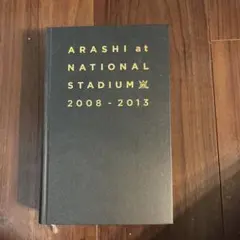 ARASHI at
NATIONAL
STADIUM 嵐
2008 - 2013